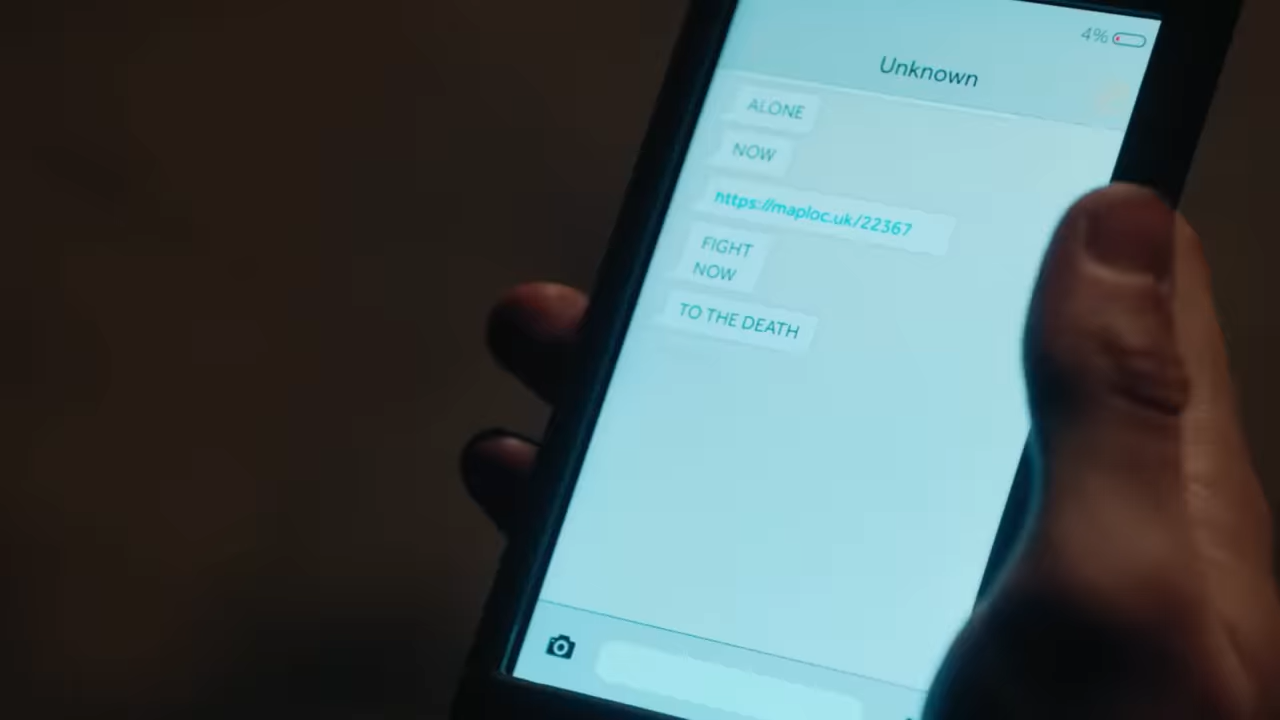 4%
Unknown
ALONE
NOW
https://maploc.uk/22367
FIGHT
NOW
TO THE DEATH